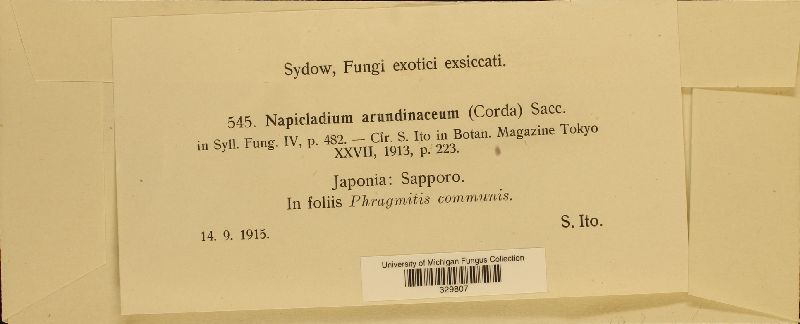 Sydow, Fungi exotici exsiccati.
545. Napicladium arundinaceum (Corda) Sacc.
in Syll. Fung. IV, p. 482. — Cfr. S. Ito in Botan. Magazine Tokyo
XXVII, 1913, p. 223.
Japonia: Sapporo.
In foliis Phragmitis communis.
14. 9. 1915.
S. Ito.
University of Michigan Fungus Collection
329807